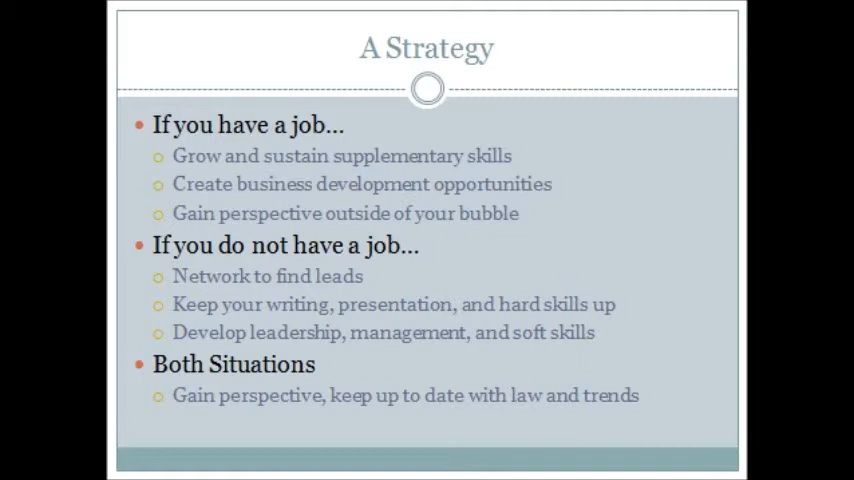 A Strategy
If you have a job...
Grow and sustain supplementary skills
Create business development opportunities
Gain perspective outside of your bubble
If you do not have a job...
Network to find leads
Keep your writing, presentation, and hard skills up
Develop leadership, management, and soft skills
Both Situations
Gain perspective, keep up to date with law and trends